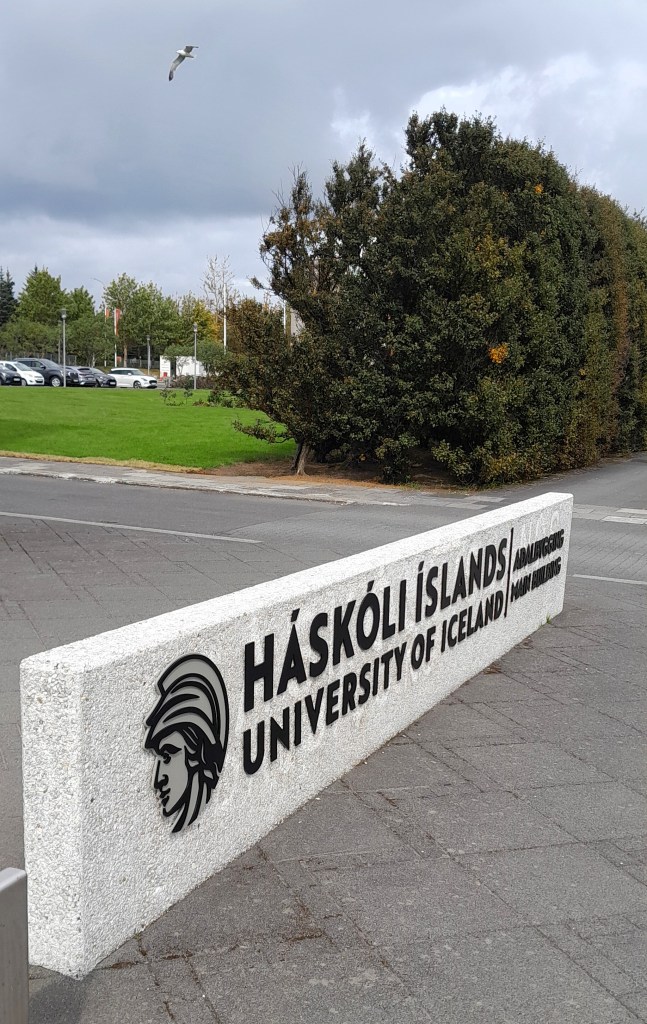 HÁSKÓLI ÍSLANDS
UNIVERSITY OF ICELAND
AÐALBYGGING
MAIN BUILDING